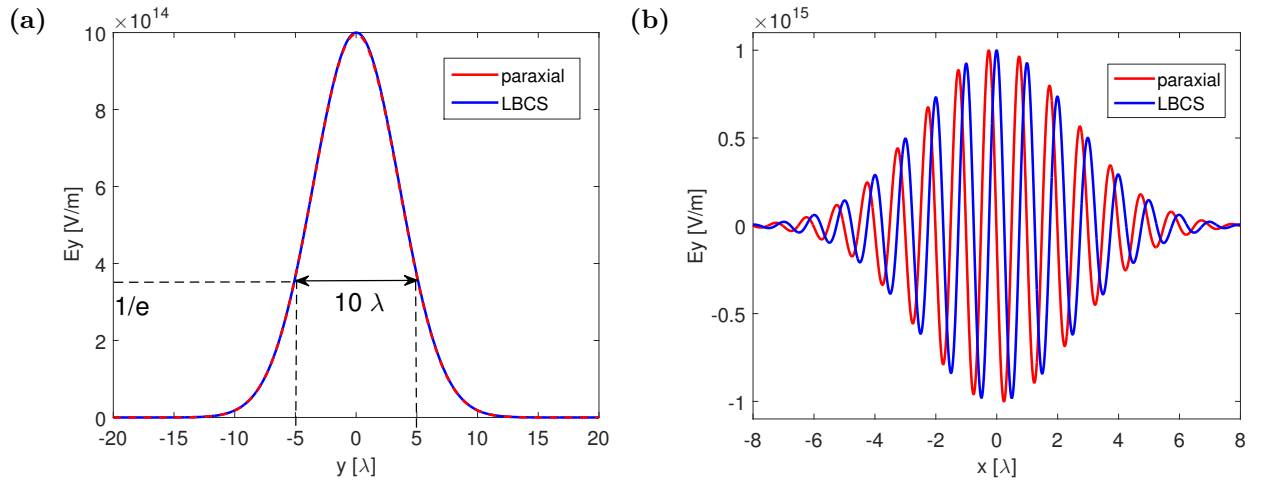 (a)
×10^14
10
8
6
4
2
0
Ey [V/m]
paraxial
LBCS
1/e
10 λ
-20 -15 -10 -5 0 5 10 15 20
y [λ]
(b)
×10^15
1
0.5
0
-0.5
-1
Ey [V/m]
paraxial
LBCS
-8 -6 -4 -2 0 2 4 6 8
x [λ]